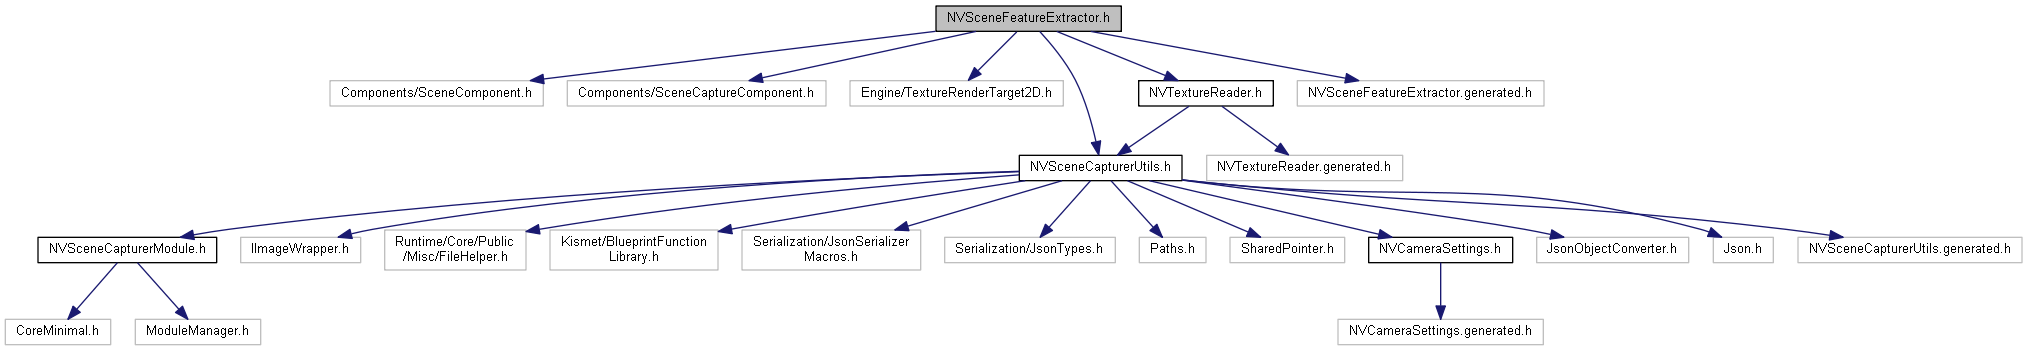 NVSceneFeatureExtractor.h
Components/SceneComponent.h
Components/SceneCaptureComponent.h
Engine/TextureRenderTarget2D.h
NVTextureReader.h
NVSceneFeatureExtractor.generated.h
NVSceneCapturerUtils.h
NVTextureReader.generated.h
NVSceneCapturerModule.h
IImageWrapper.h
Runtime/Core/Public
/Misc/FileHelper.h
Kismet/BlueprintFunction
Library.h
Serialization/JsonSerializer
Macros.h
Serialization/JsonTypes.h
Paths.h
SharedPointer.h
NVCameraSettings.h
JsonObjectConverter.h
Json.h
NVSceneCapturerUtils.generated.h
CoreMinimal.h
ModuleManager.h
NVCameraSettings.generated.h